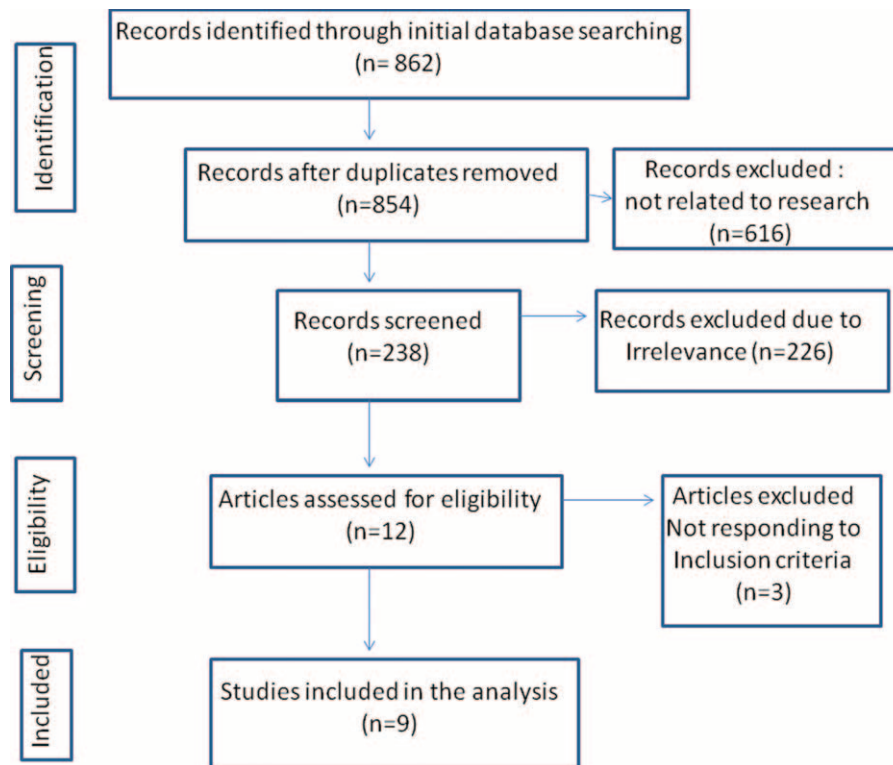 Identification
Records identified through initial database searching
(n= 862)
Records after duplicates removed
(n=854)
Records excluded :
not related to research
(n=616)
Screening
Records screened
(n=238)
Records excluded due to
Irrelevance (n=226)
Eligibility
Articles assessed for eligibility
(n=12)
Articles excluded
Not responding to
Inclusion criteria
(n=3)
Included
Studies included in the analysis
(n=9)